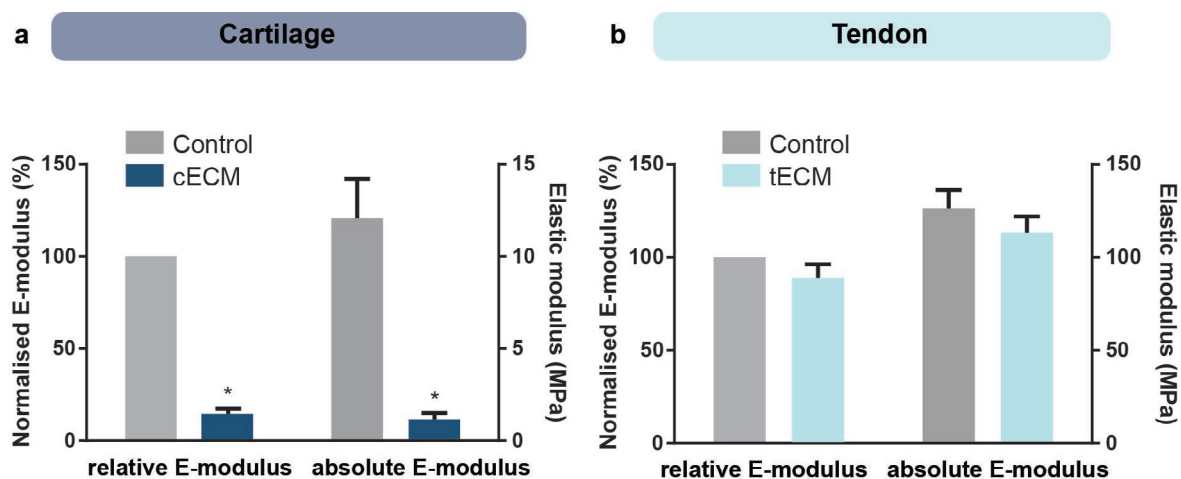 a
Cartilage
Control
cECM
Normalised E-modulus (%)
150
100
50
0
*
*
15
10
5
0
Elastic modulus (MPa)
relative E-modulus
absolute E-modulus
b
Tendon
Control
tECM
Normalised E-modulus (%)
150
100
50
0
150
100
50
0
Elastic modulus (MPa)
relative E-modulus
absolute E-modulus